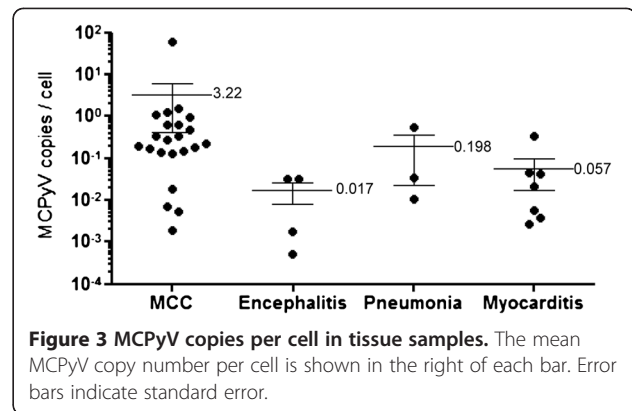 MCPyV copies / cell
10²
10¹
10⁰
10⁻¹
10⁻²
10⁻³
10⁻⁴
3.22
0.017
0.198
0.057
MCC Encephalitis Pneumonia Myocarditis
Figure 3 MCPyV copies per cell in tissue samples. The mean
MCPyV copy number per cell is shown in the right of each bar. Error
bars indicate standard error.